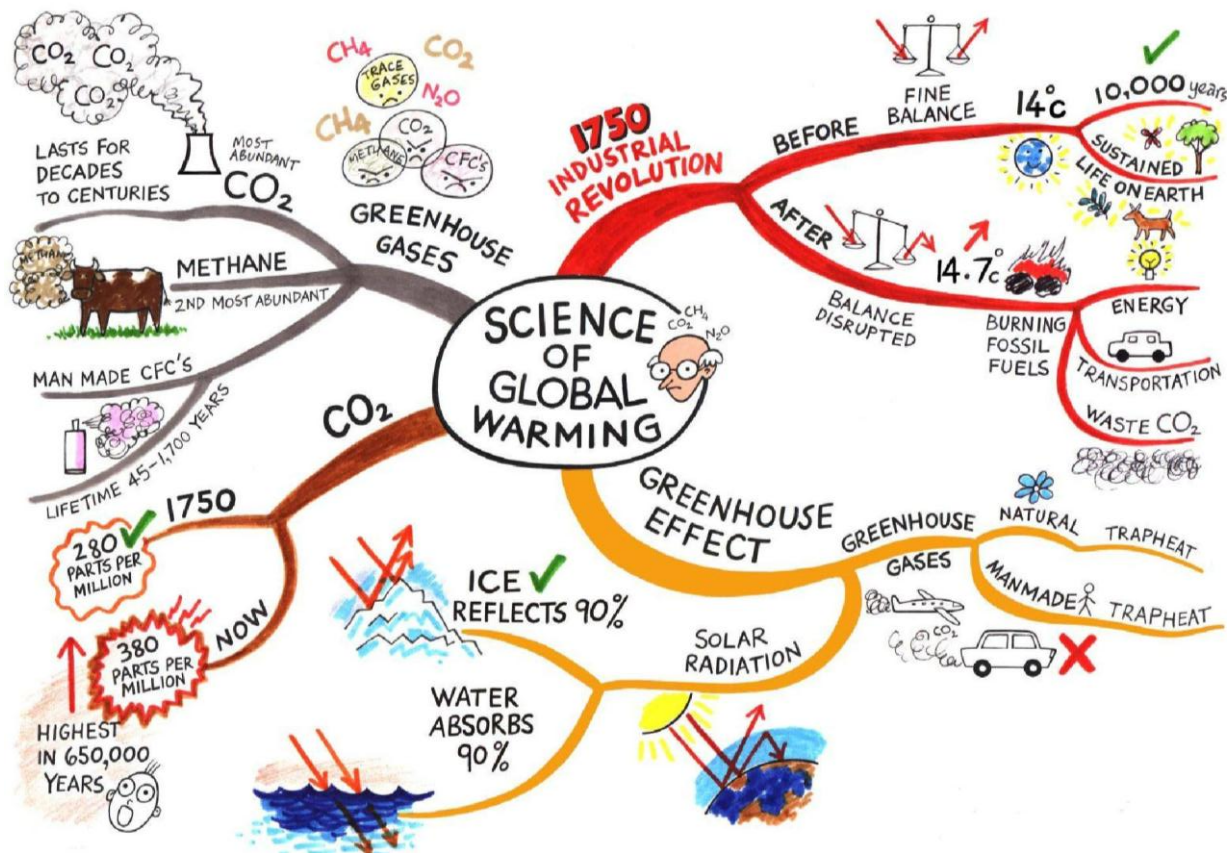 SCIENCE
OF
GLOBAL
WARMING
CH4
CO2
N2O
1750
INDUSTRIAL
REVOLUTION
BEFORE
FINE
BALANCE
14°C
10,000 years
SUSTAINED
LIFE ON EARTH
AFTER
BALANCE
DISRUPTED
14.7°C
BURNING
FOSSIL
FUELS
ENERGY
TRANSPORTATION
WASTE CO2
GREENHOUSE
EFFECT
GREENHOUSE
GASES
NATURAL
TRAPHEAT
MANMADE
TRAPHEAT
CO2
SOLAR
RADIATION
ICE
REFLECTS 90%
WATER
ABSORBS
90%
CO2
1750
280
PARTS PER
MILLION
NOW
380
PARTS PER
MILLION
HIGHEST
IN 650,000
YEARS
GREENHOUSE
GASES
CH4
CO2
TRACE
GASES
N2O
CH4
CO2
METHANE
CFC's
CO2
CO2
CO2
MOST
ABUNDANT
CO2
LASTS FOR
DECADES
TO CENTURIES
METHANE
METHANE
2ND MOST ABUNDANT
MAN MADE CFC'S
LIFETIME 45-1,700 YEARS